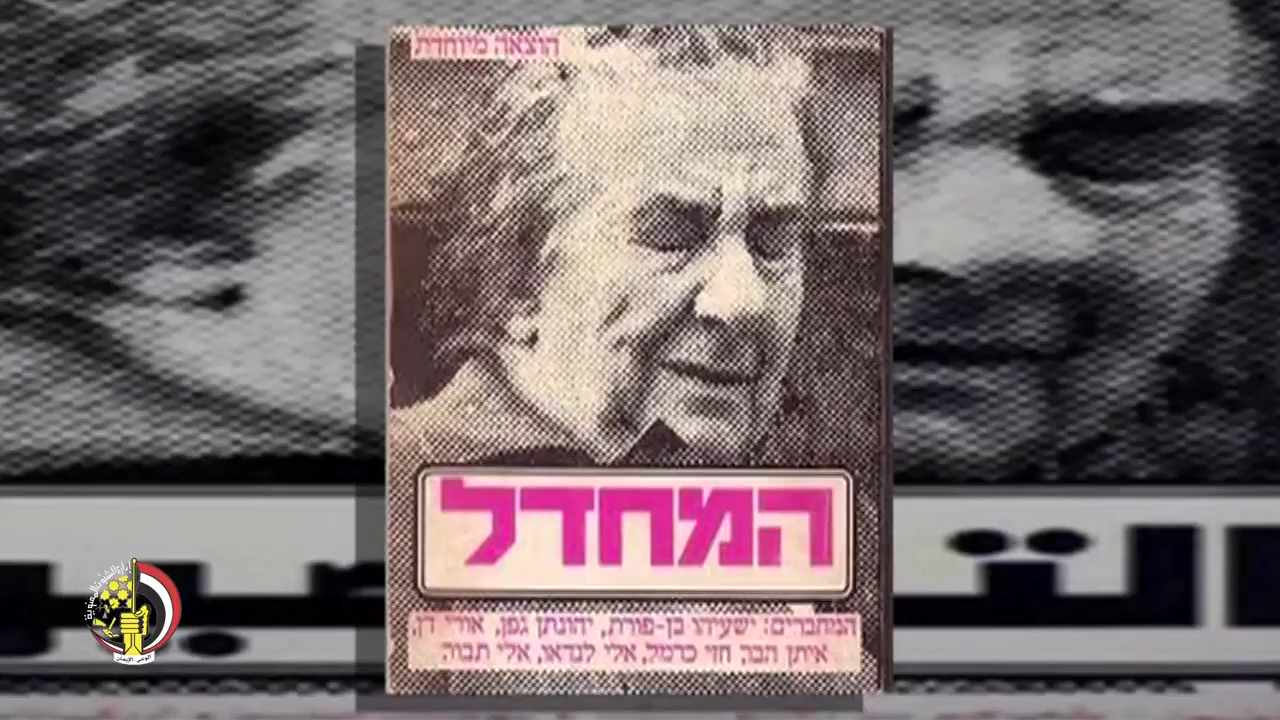 הוצאה מיוחדת
המחדל
המחברים: ישעיהו בן-פורת, יהונתן גפן, אורי דן,
איתן הבר, חזי כרמל, אלי לנדאו, אלי תבור